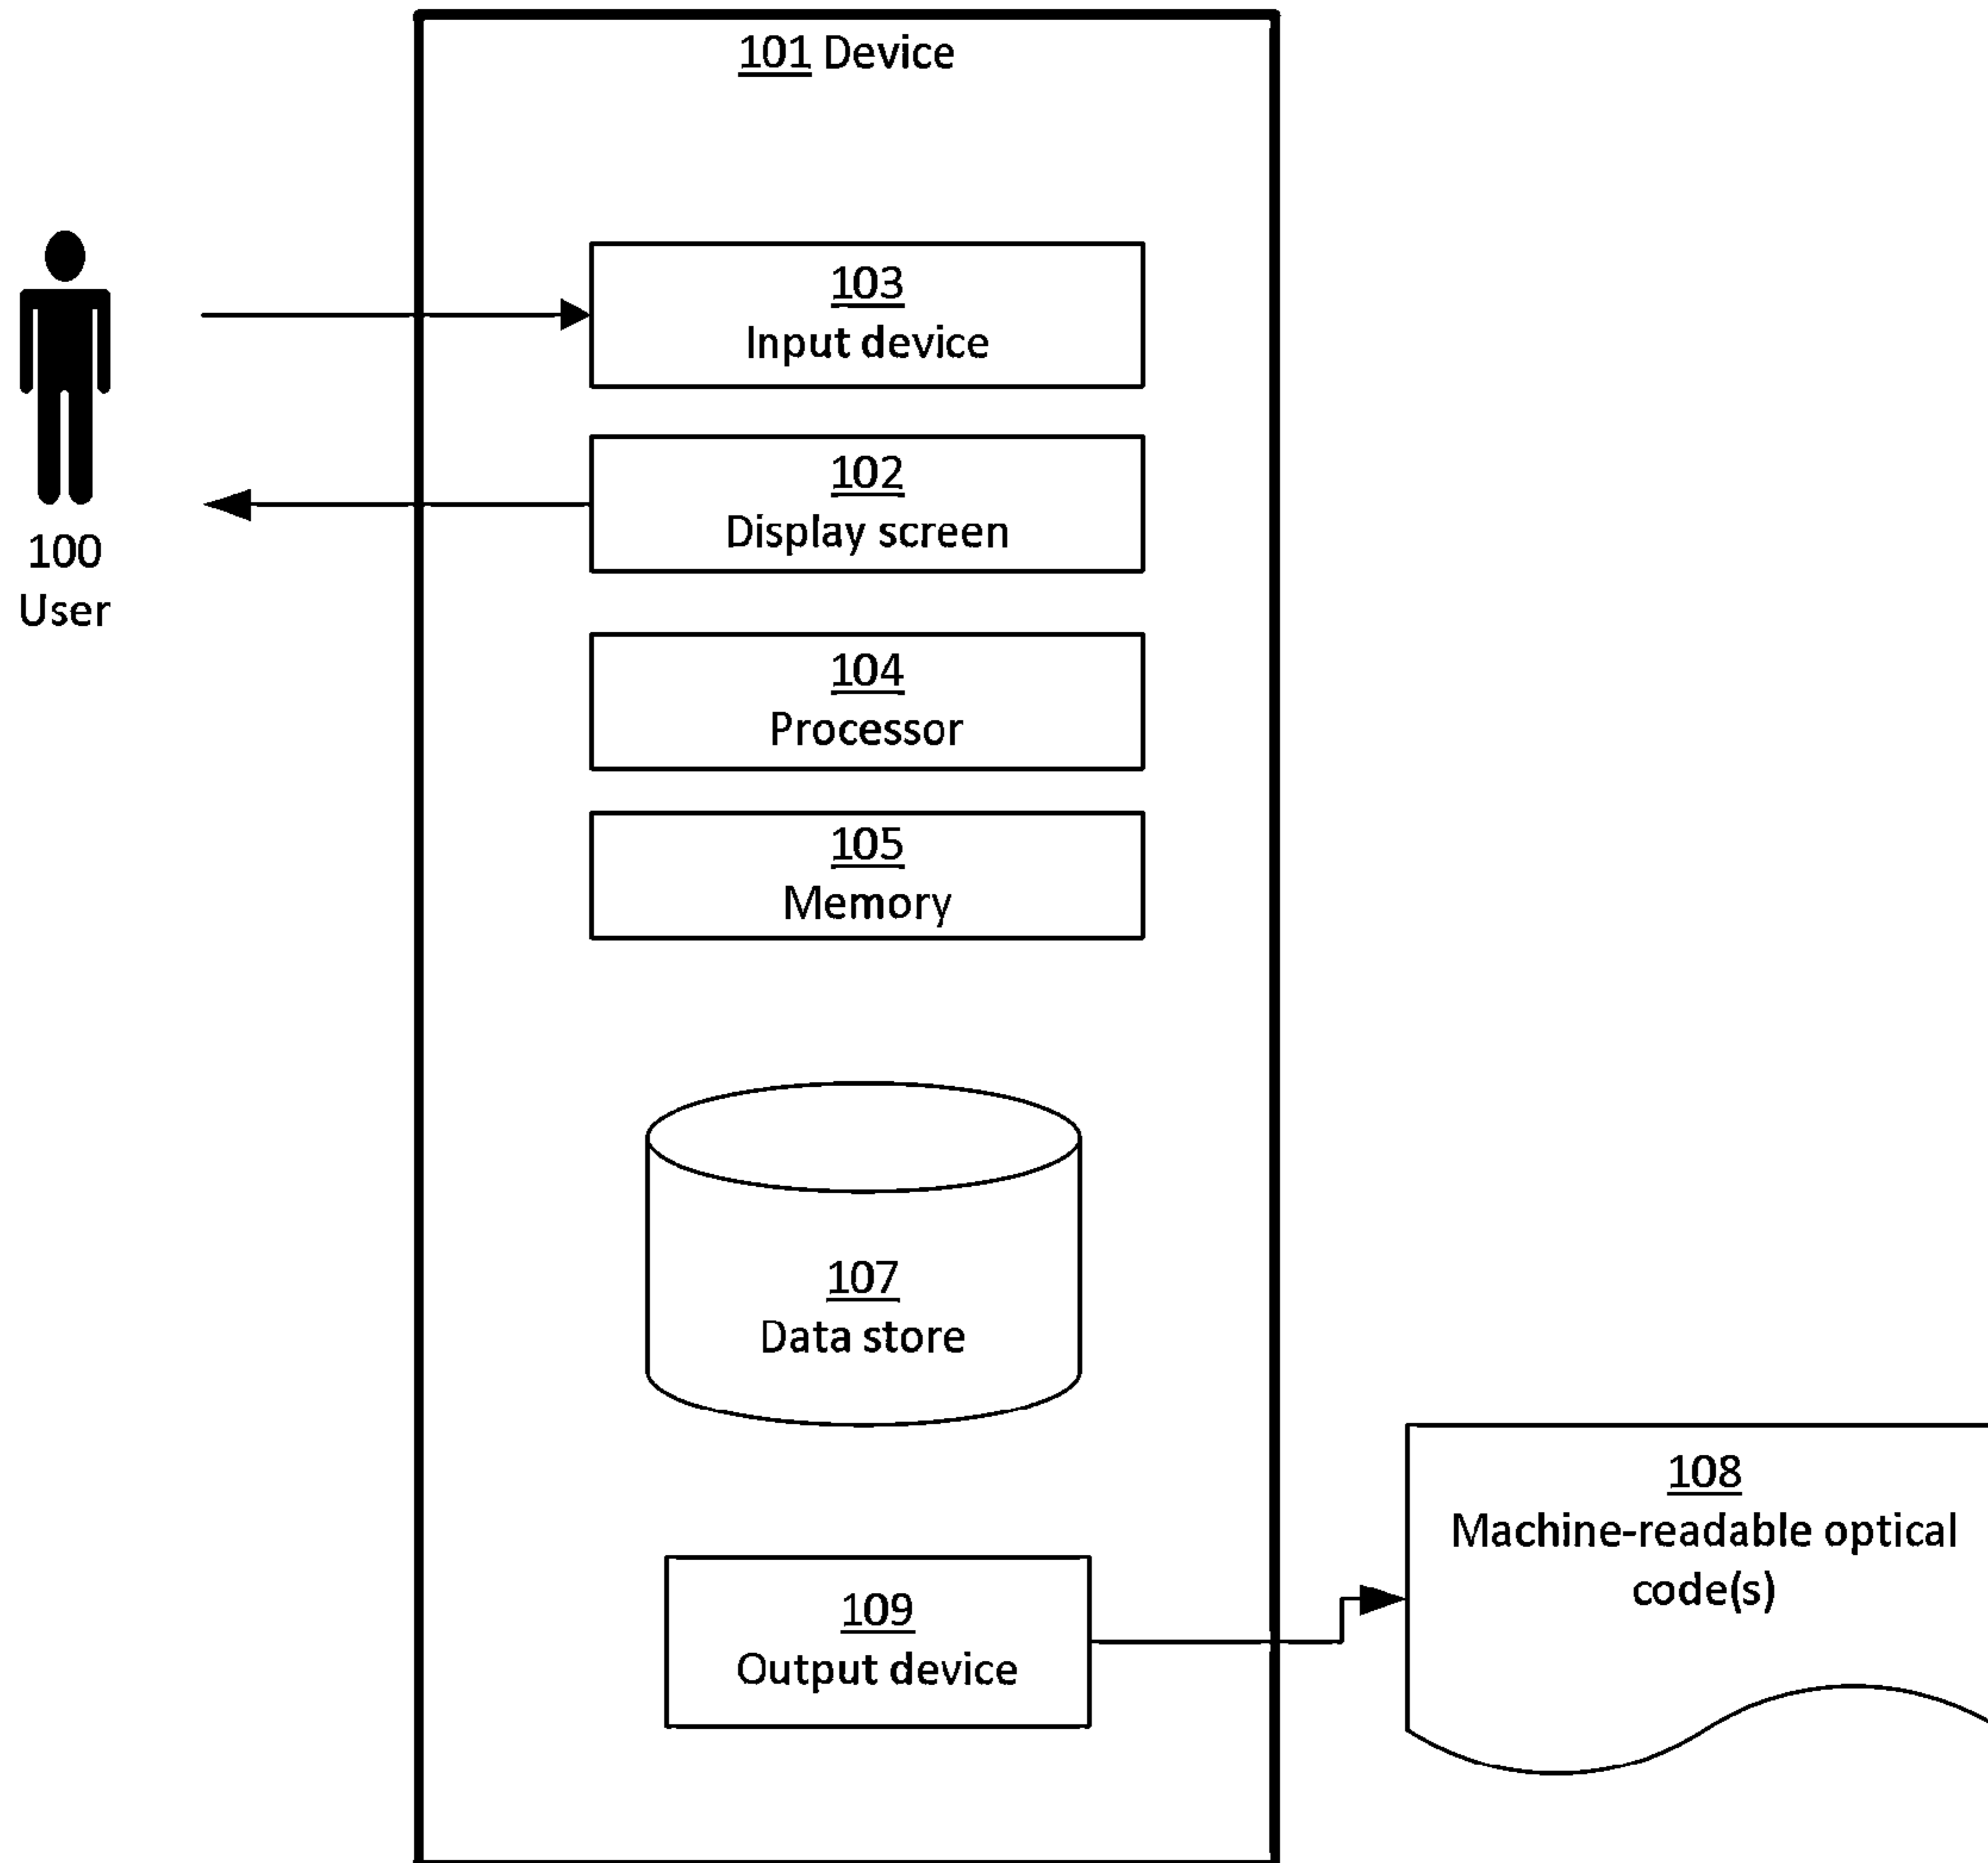 101 Device
103
Input device
102
Display screen
100
User
104
Processor
105
Memory
107
Data store
108
Machine-readable optical
code(s)
109
Output device